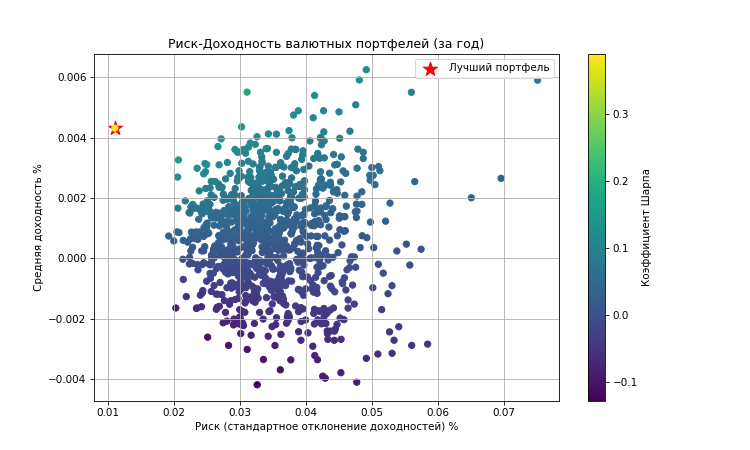 Риск-Доходность валютных портфелей (за год)
Лучший портфель
Средняя доходность %
0.006
0.004
0.002
0.000
−0.002
−0.004
0.01 0.02 0.03 0.04 0.05 0.06 0.07
Риск (стандартное отклонение доходностей) %
0.3
0.2
0.1
0.0
−0.1
Коэффициент Шарпа